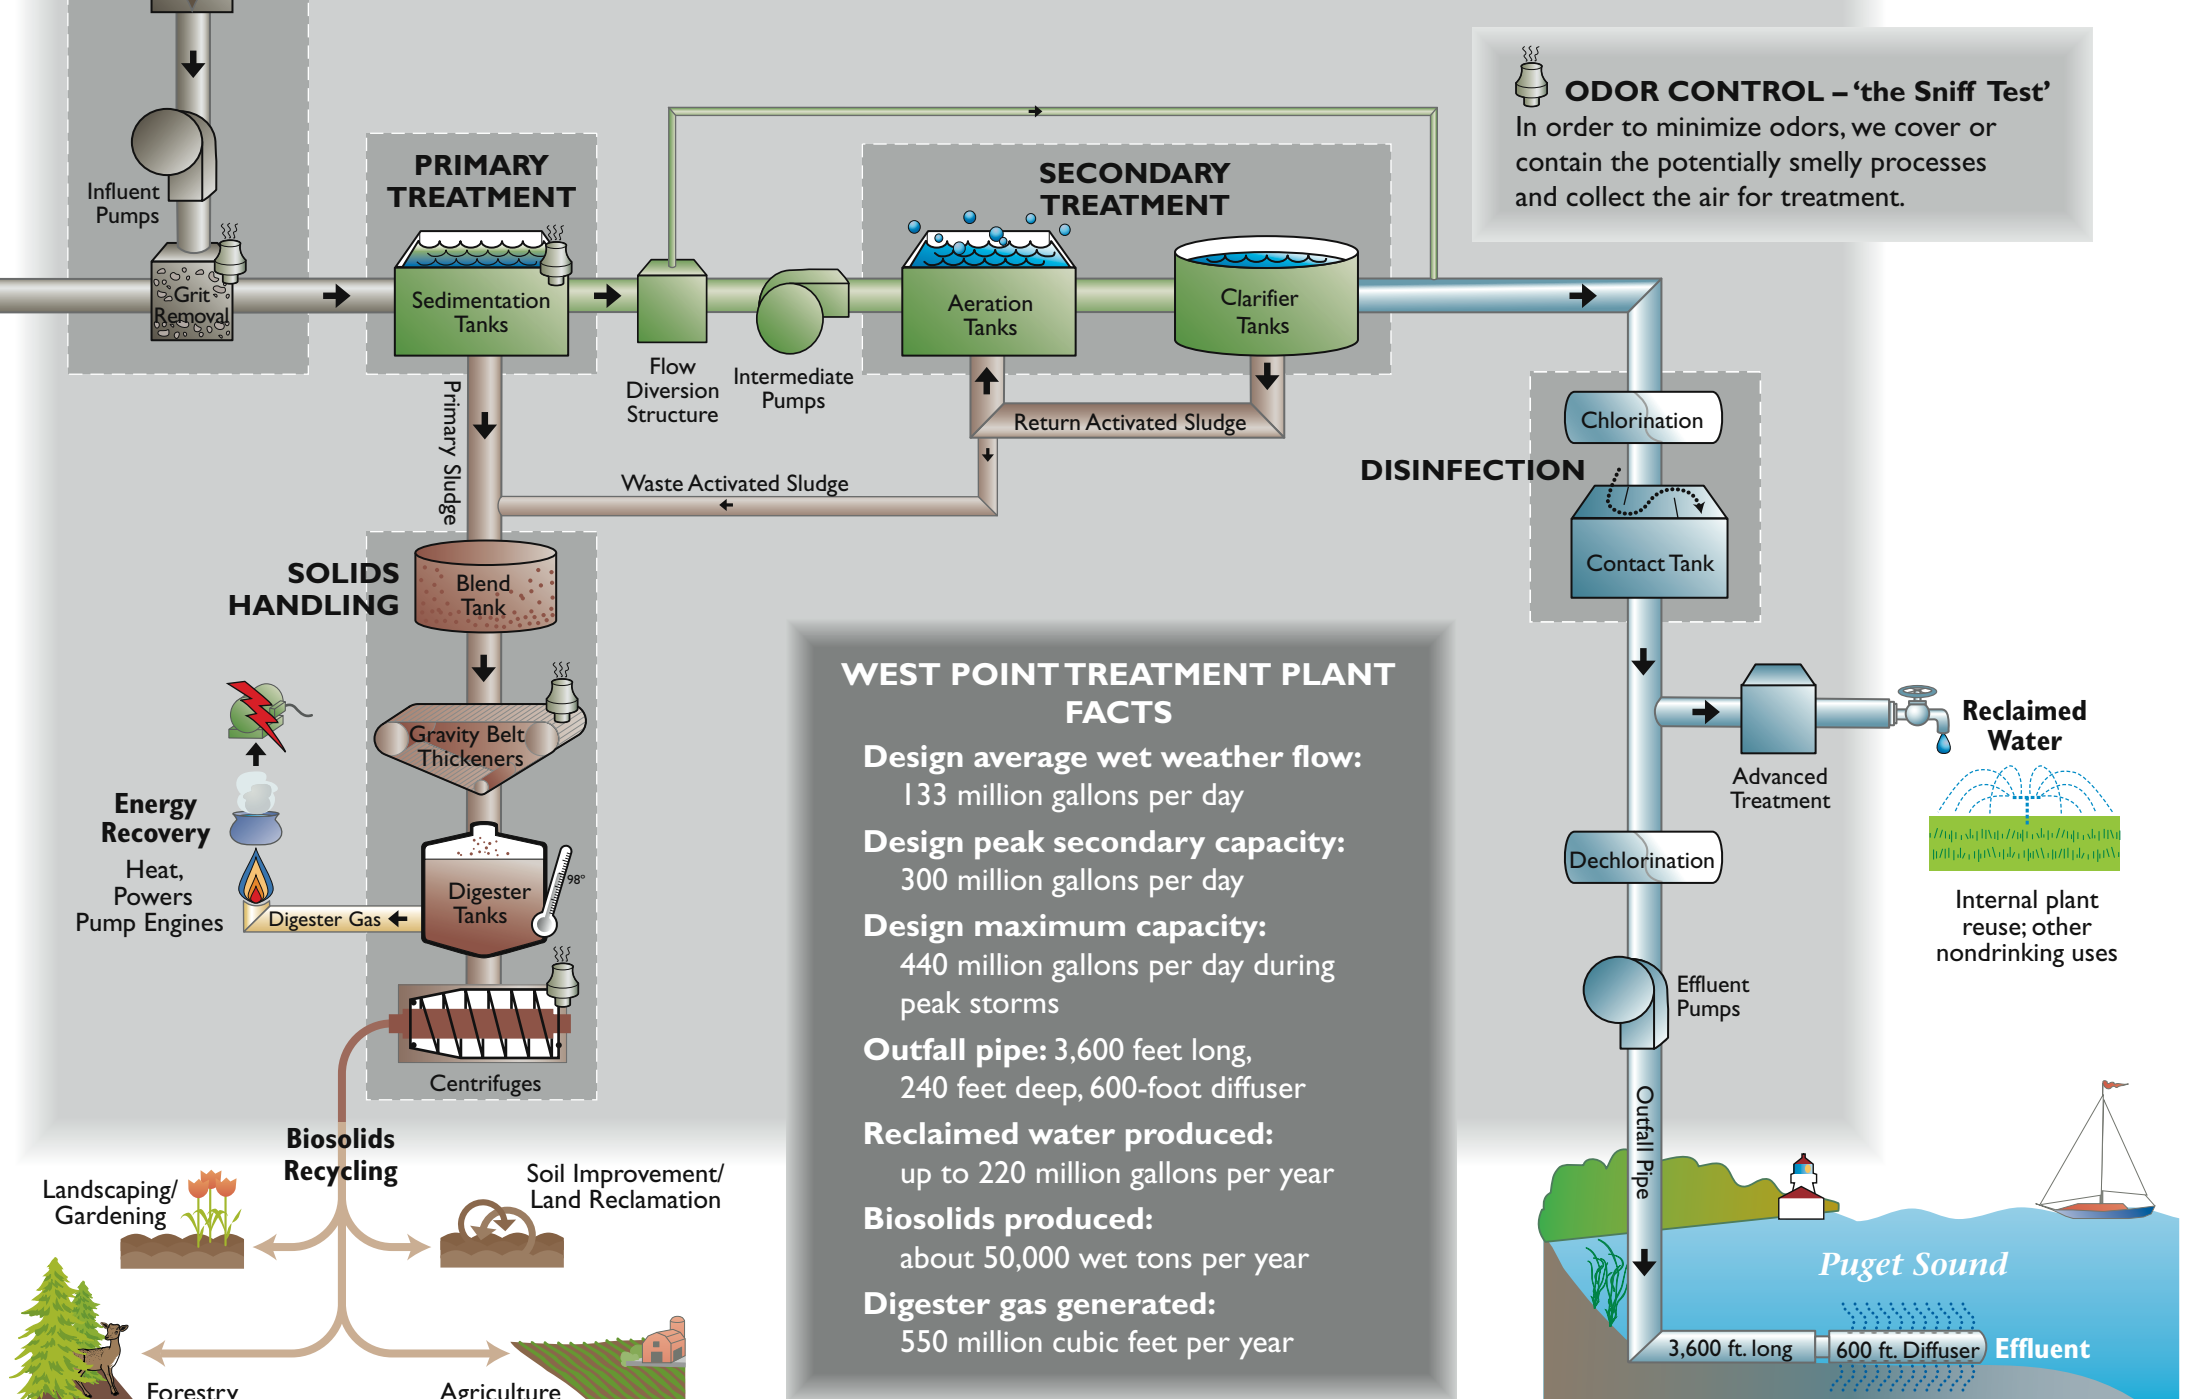 ODOR CONTROL – ‘the Sniff Test’
In order to minimize odors, we cover or
contain the potentially smelly processes
and collect the air for treatment.
Influent
Pumps
Grit
Removal
PRIMARY
TREATMENT
Sedimentation
Tanks
Flow
Diversion
Structure
Intermediate
Pumps
SECONDARY
TREATMENT
Aeration
Tanks
Clarifier
Tanks
Return Activated Sludge
Waste Activated Sludge
Primary Sludge
DISINFECTION
Chlorination
Contact Tank
SOLIDS
HANDLING
Blend
Tank
Gravity Belt
Thickeners
Digester
Tanks
98°
Digester Gas
Energy
Recovery
Heat,
Powers
Pump Engines
Centrifuges
Biosolids
Recycling
Landscaping/
Gardening
Soil Improvement/
Land Reclamation
Forestry
Agriculture
WEST POINT TREATMENT PLANT
FACTS
Design average wet weather flow:
133 million gallons per day
Design peak secondary capacity:
300 million gallons per day
Design maximum capacity:
440 million gallons per day during
peak storms
Outfall pipe: 3,600 feet long,
240 feet deep, 600-foot diffuser
Reclaimed water produced:
up to 220 million gallons per year
Biosolids produced:
about 50,000 wet tons per year
Digester gas generated:
550 million cubic feet per year
Advanced
Treatment
Reclaimed
Water
Internal plant
reuse; other
nondrinking uses
Dechlorination
Effluent
Pumps
Outfall Pipe
Puget Sound
3,600 ft. long
600 ft. Diffuser
Effluent